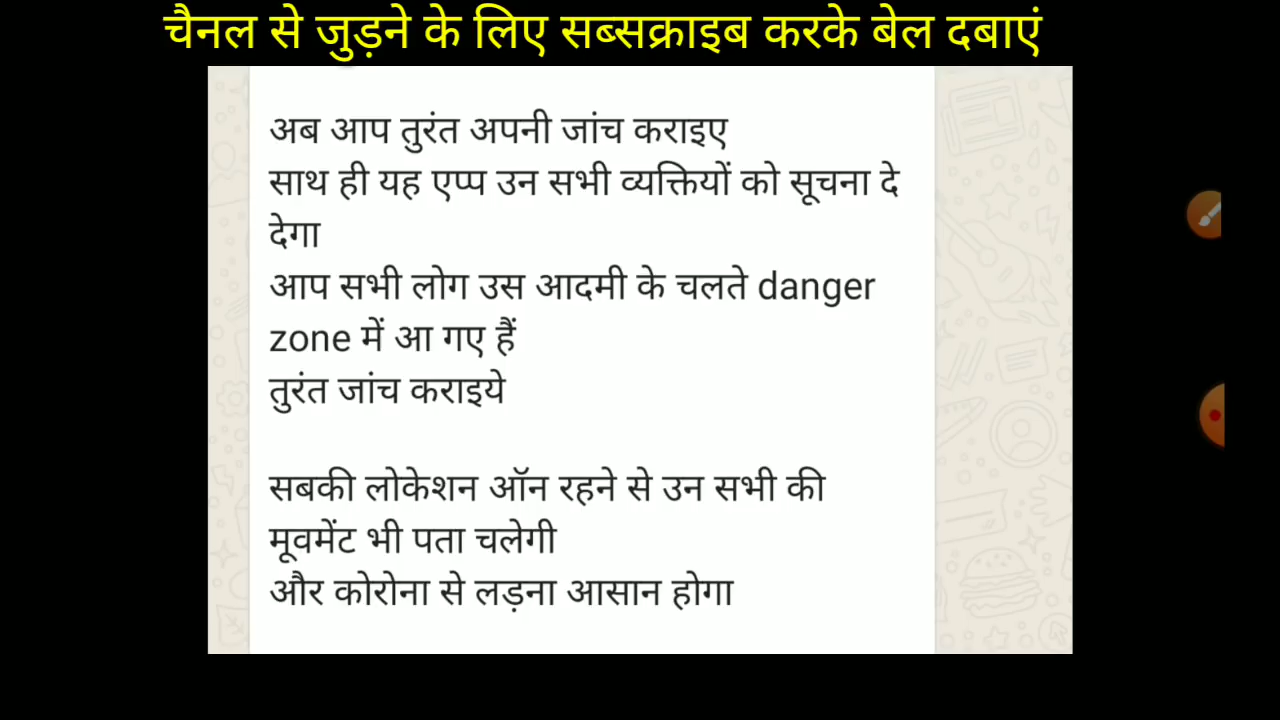 चैनल से जुड़ने के लिए सब्सक्राइब करके बेल दबाएं
अब आप तुरंत अपनी जांच कराइए
साथ ही यह एप्प उन सभी व्यक्तियों को सूचना दे
देगा
आप सभी लोग उस आदमी के चलते danger
zone में आ गए हैं
तुरंत जांच कराइये
सबकी लोकेशन ऑन रहने से उन सभी की
मूवमेंट भी पता चलेगी
और कोरोना से लड़ना आसान होगा